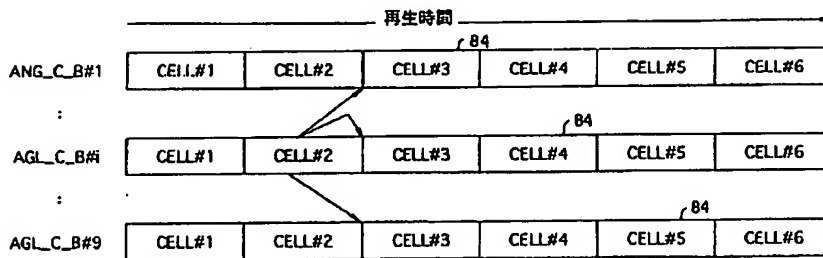 再生時間
84
ANG_C_B#1 CELL#1 CELL#2 CELL#3 CELL#4 CELL#5 CELL#6
:
84
AGL_C_B#i CELL#1 CELL#2 CELL#3 CELL#4 CELL#5 CELL#6
:
84
AGL_C_B#9 CELL#1 CELL#2 CELL#3 CELL#4 CELL#5 CELL#6